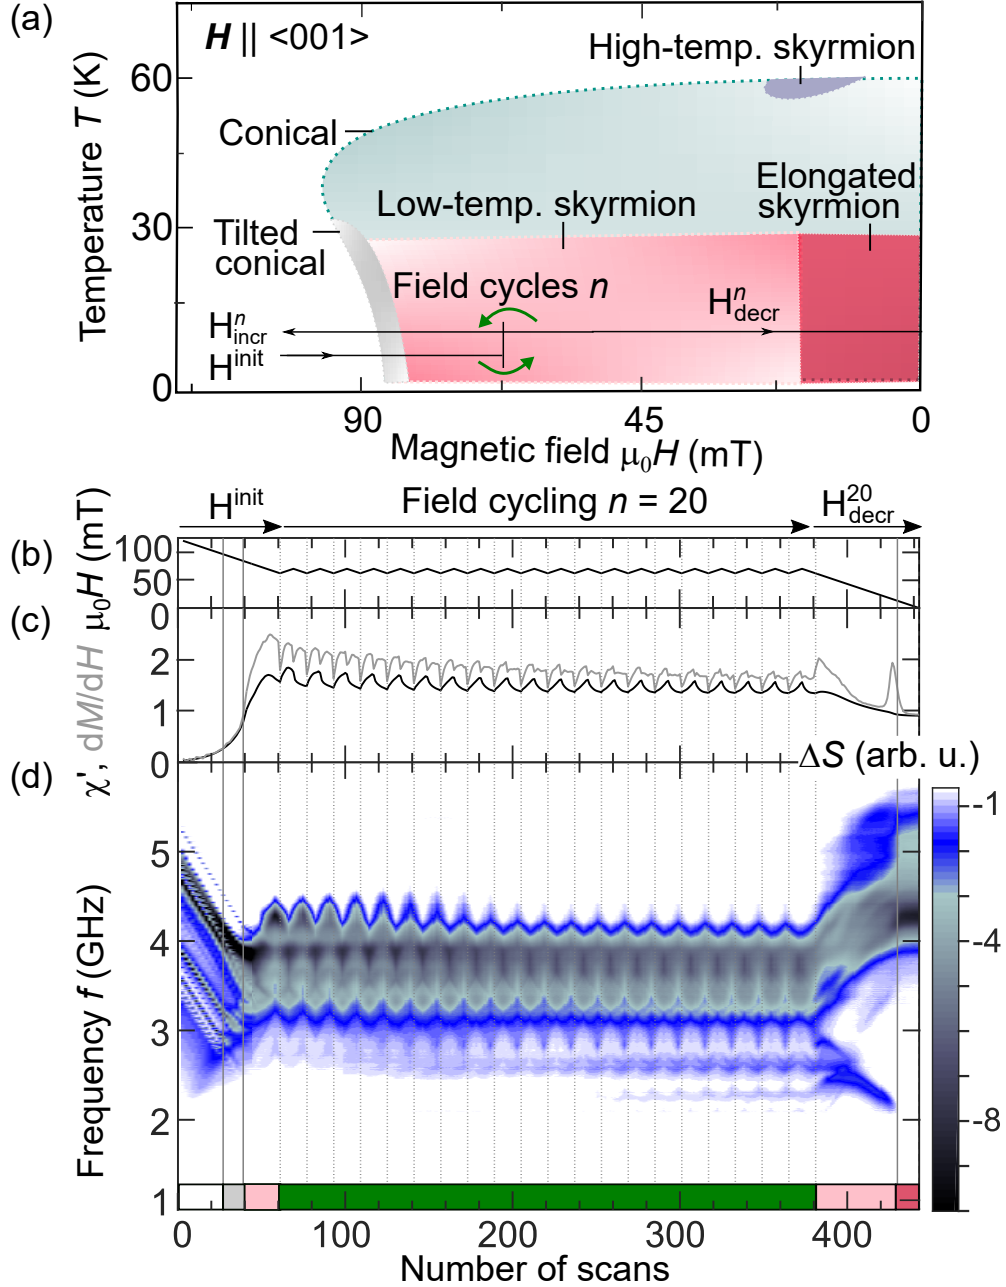 (a)
H || <001>
High-temp. skyrmion
60
Conical
Elongated
skyrmion
Low-temp. skyrmion
30
Tilted
conical
Field cycles n
H^n_incr
H^n_decr
H^init
0
Temperature T (K)
90
45
0
Magnetic field μ₀H (mT)
H^init
Field cycling n = 20
H^20_decr
(b)
100
50
0
μ₀H (mT)
(c)
2
1
0
χ', dM/dH
(d)
ΔS (arb. u.)
-1
-4
-8
5
4
3
2
1
Frequency f (GHz)
0
100
200
300
400
Number of scans